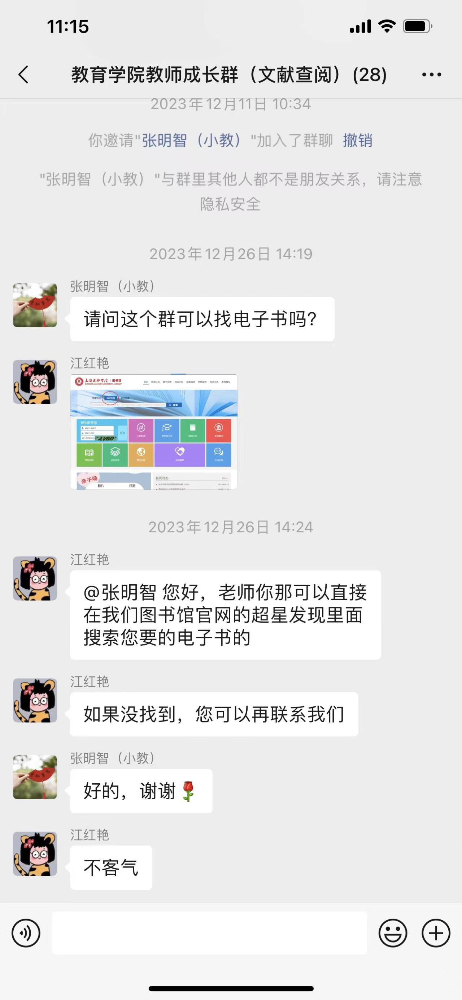 11:15
教育学院教师成长群（文献查阅）(28)
2023年12月11日 10:34
你邀请"张明智（小教）"加入了群聊 撤销
"张明智（小教）"与群里其他人都不是朋友关系，请注意
隐私安全
2023年12月26日 14:19
张明智（小教）
请问这个群可以找电子书吗?
江红艳
上海建桥学院 | 图书馆
SHANGHAI JIAN QIAO UNIVERSITY · LIBRARY
搜索
我的图书馆
登录
亲子场
影片 日期
新闻动态
2023年12月26日 14:24
江红艳
@张明智 您好，老师你那可以直接
在我们图书馆官网的超星发现里面
搜索您要的电子书的
江红艳
如果没找到，您可以再联系我们
张明智（小教）
好的，谢谢🌹
江红艳
不客气